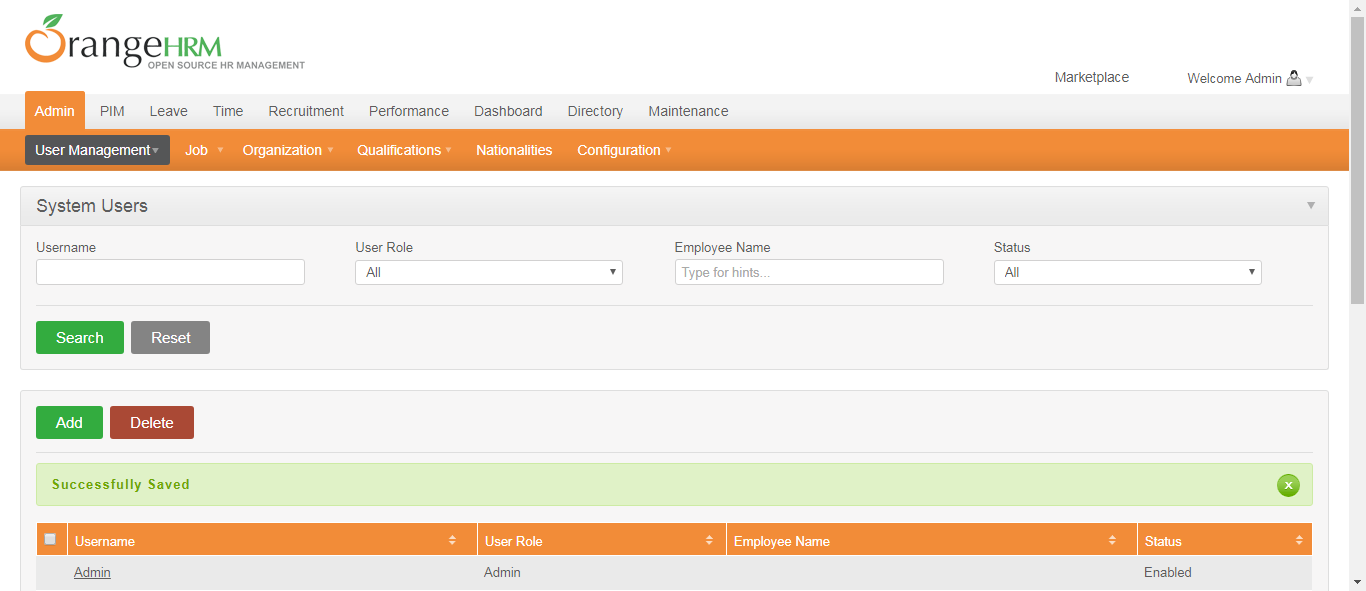 OrangeHRM
OPEN SOURCE HR MANAGEMENT
Marketplace Welcome Admin
Admin PIM Leave Time Recruitment Performance Dashboard Directory Maintenance
User Management Job Organization Qualifications Nationalities Configuration
System Users
Username User Role Employee Name Status
All Type for hints... All
Search Reset
Add Delete
Successfully Saved x
Username User Role Employee Name Status
Admin Admin Enabled